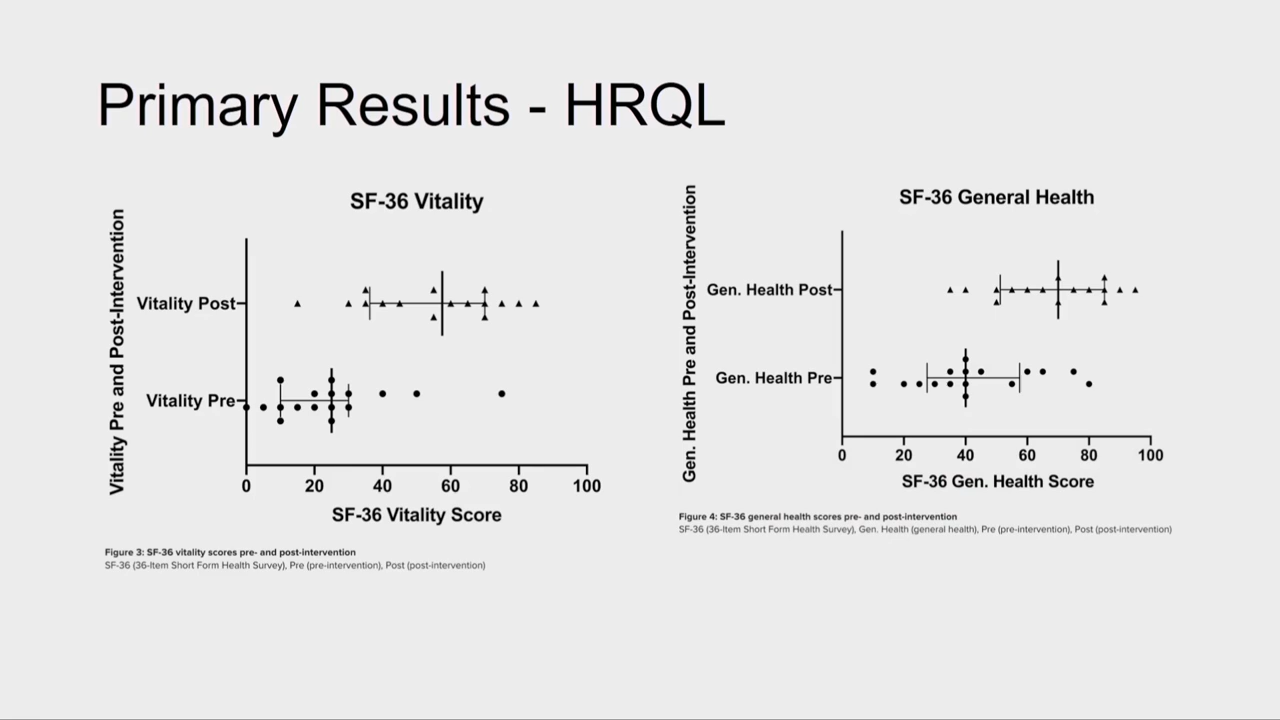 Primary Results - HRQL
SF-36 Vitality
Vitality Pre and Post-Intervention
Vitality Post
Vitality Pre
0 20 40 60 80 100
SF-36 Vitality Score
Figure 3: SF-36 vitality scores pre- and post-intervention
SF-36 (36-Item Short Form Health Survey), Pre (pre-intervention), Post (post-intervention)
SF-36 General Health
Gen. Health Pre and Post-Intervention
Gen. Health Post
Gen. Health Pre
0 20 40 60 80 100
SF-36 Gen. Health Score
Figure 4: SF-36 general health scores pre- and post-intervention
SF-36 (36-Item Short Form Health Survey), Gen. Health (general health), Pre (pre-intervention), Post (post-intervention)